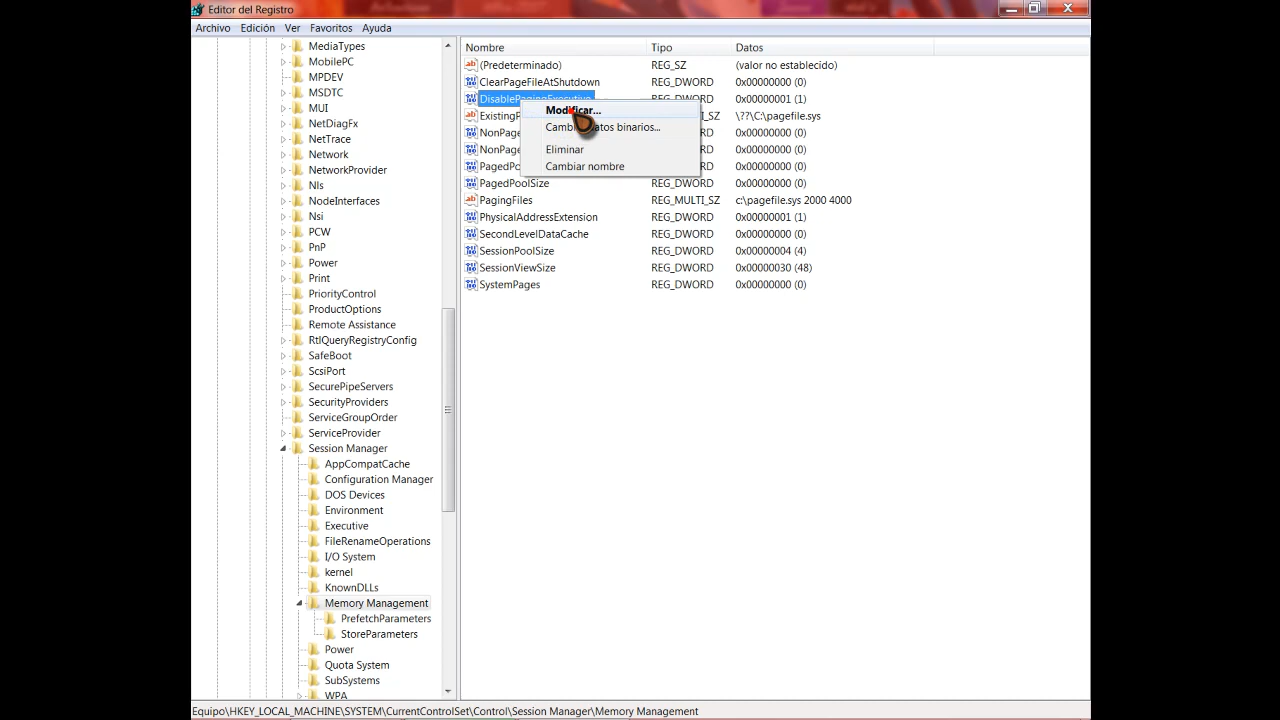 Editor del Registro
Archivo Edición Ver Favoritos Ayuda
MediaTypes
MobilePC
MPDEV
MSDTC
MUI
NetDiagFx
NetTrace
Network
NetworkProvider
Nls
NodeInterfaces
Nsi
PCW
PnP
Power
Print
PriorityControl
ProductOptions
Remote Assistance
RtlQueryRegistryConfig
SafeBoot
ScsiPort
SecurePipeServers
SecurityProviders
ServiceGroupOrder
ServiceProvider
Session Manager
AppCompatCache
Configuration Manager
DOS Devices
Environment
Executive
FileRenameOperations
I/O System
kernel
KnownDLLs
Memory Management
PrefetchParameters
StoreParameters
Power
Quota System
SubSystems
WPA
Nombre Tipo Datos
(Predeterminado) REG_SZ (valor no establecido)
ClearPageFileAtShutdown REG_DWORD 0x00000000 (0)
DisablePagingExecutive REG_DWORD 0x00000001 (1)
\??\C:\pagefile.sys
0x00000000 (0)
0x00000000 (0)
0x00000000 (0)
PagedPoolSize REG_DWORD 0x00000000 (0)
PagingFiles REG_MULTI_SZ c:\pagefile.sys 2000 4000
PhysicalAddressExtension REG_DWORD 0x00000001 (1)
SecondLevelDataCache REG_DWORD 0x00000000 (0)
SessionPoolSize REG_DWORD 0x00000004 (4)
SessionViewSize REG_DWORD 0x00000030 (48)
SystemPages REG_DWORD 0x00000000 (0)
Modificar...
Cambiar datos binarios...
Eliminar
Cambiar nombre
Equipo\HKEY_LOCAL_MACHINE\SYSTEM\CurrentControlSet\Control\Session Manager\Memory Management